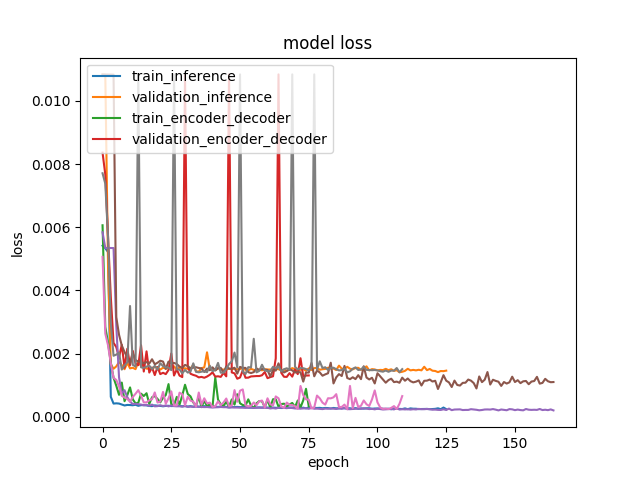 model loss
train_inference
validation_inference
train_encoder_decoder
validation_encoder_decoder
loss
0.010
0.008
0.006
0.004
0.002
0.000
0 25 50 75 100 125 150
epoch